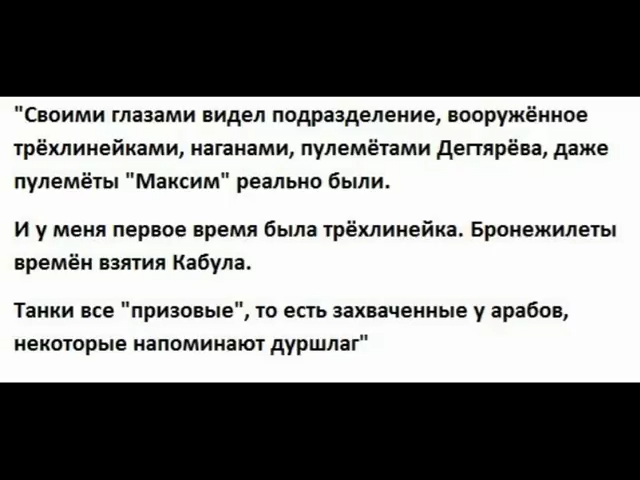 "Своими глазами видел подразделение, вооружённое
трёхлинейками, наганами, пулемётами Дегтярёва, даже
пулемёты "Максим" реально были.
И у меня первое время была трёхлинейка. Бронежилеты
времён взятия Кабула.
Танки все "призовые", то есть захваченные у арабов,
некоторые напоминают дуршлаг"